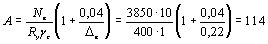 A = N_к / (R_y γ_c) (1 + 0,04 / Δ_к) = 3850·10 / (400·1) (1 + 0,04 / 0,22) = 114